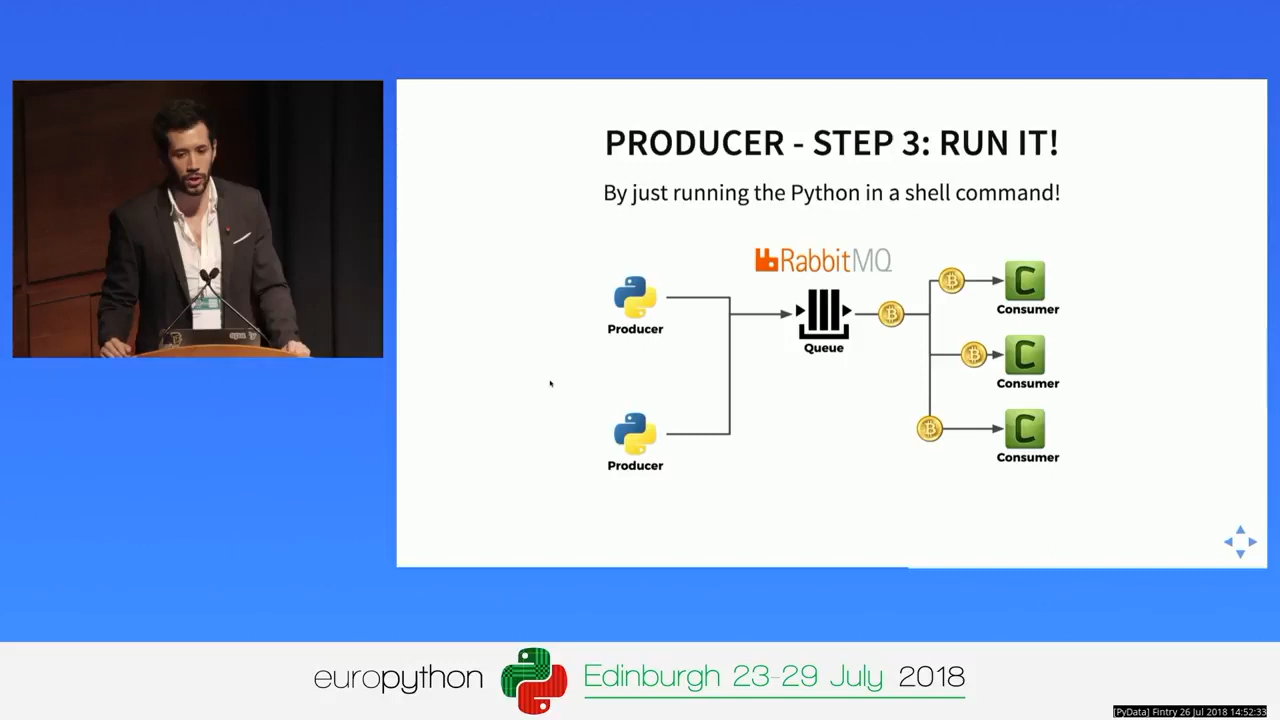 PRODUCER - STEP 3: RUN IT!
By just running the Python in a shell command!
RabbitMQ
Producer
Queue
Producer
C
Consumer
C
Consumer
C
Consumer
europython
Edinburgh 23-29 July 2018
[PyData] Fintry 26 Jul 2018 14:52:33